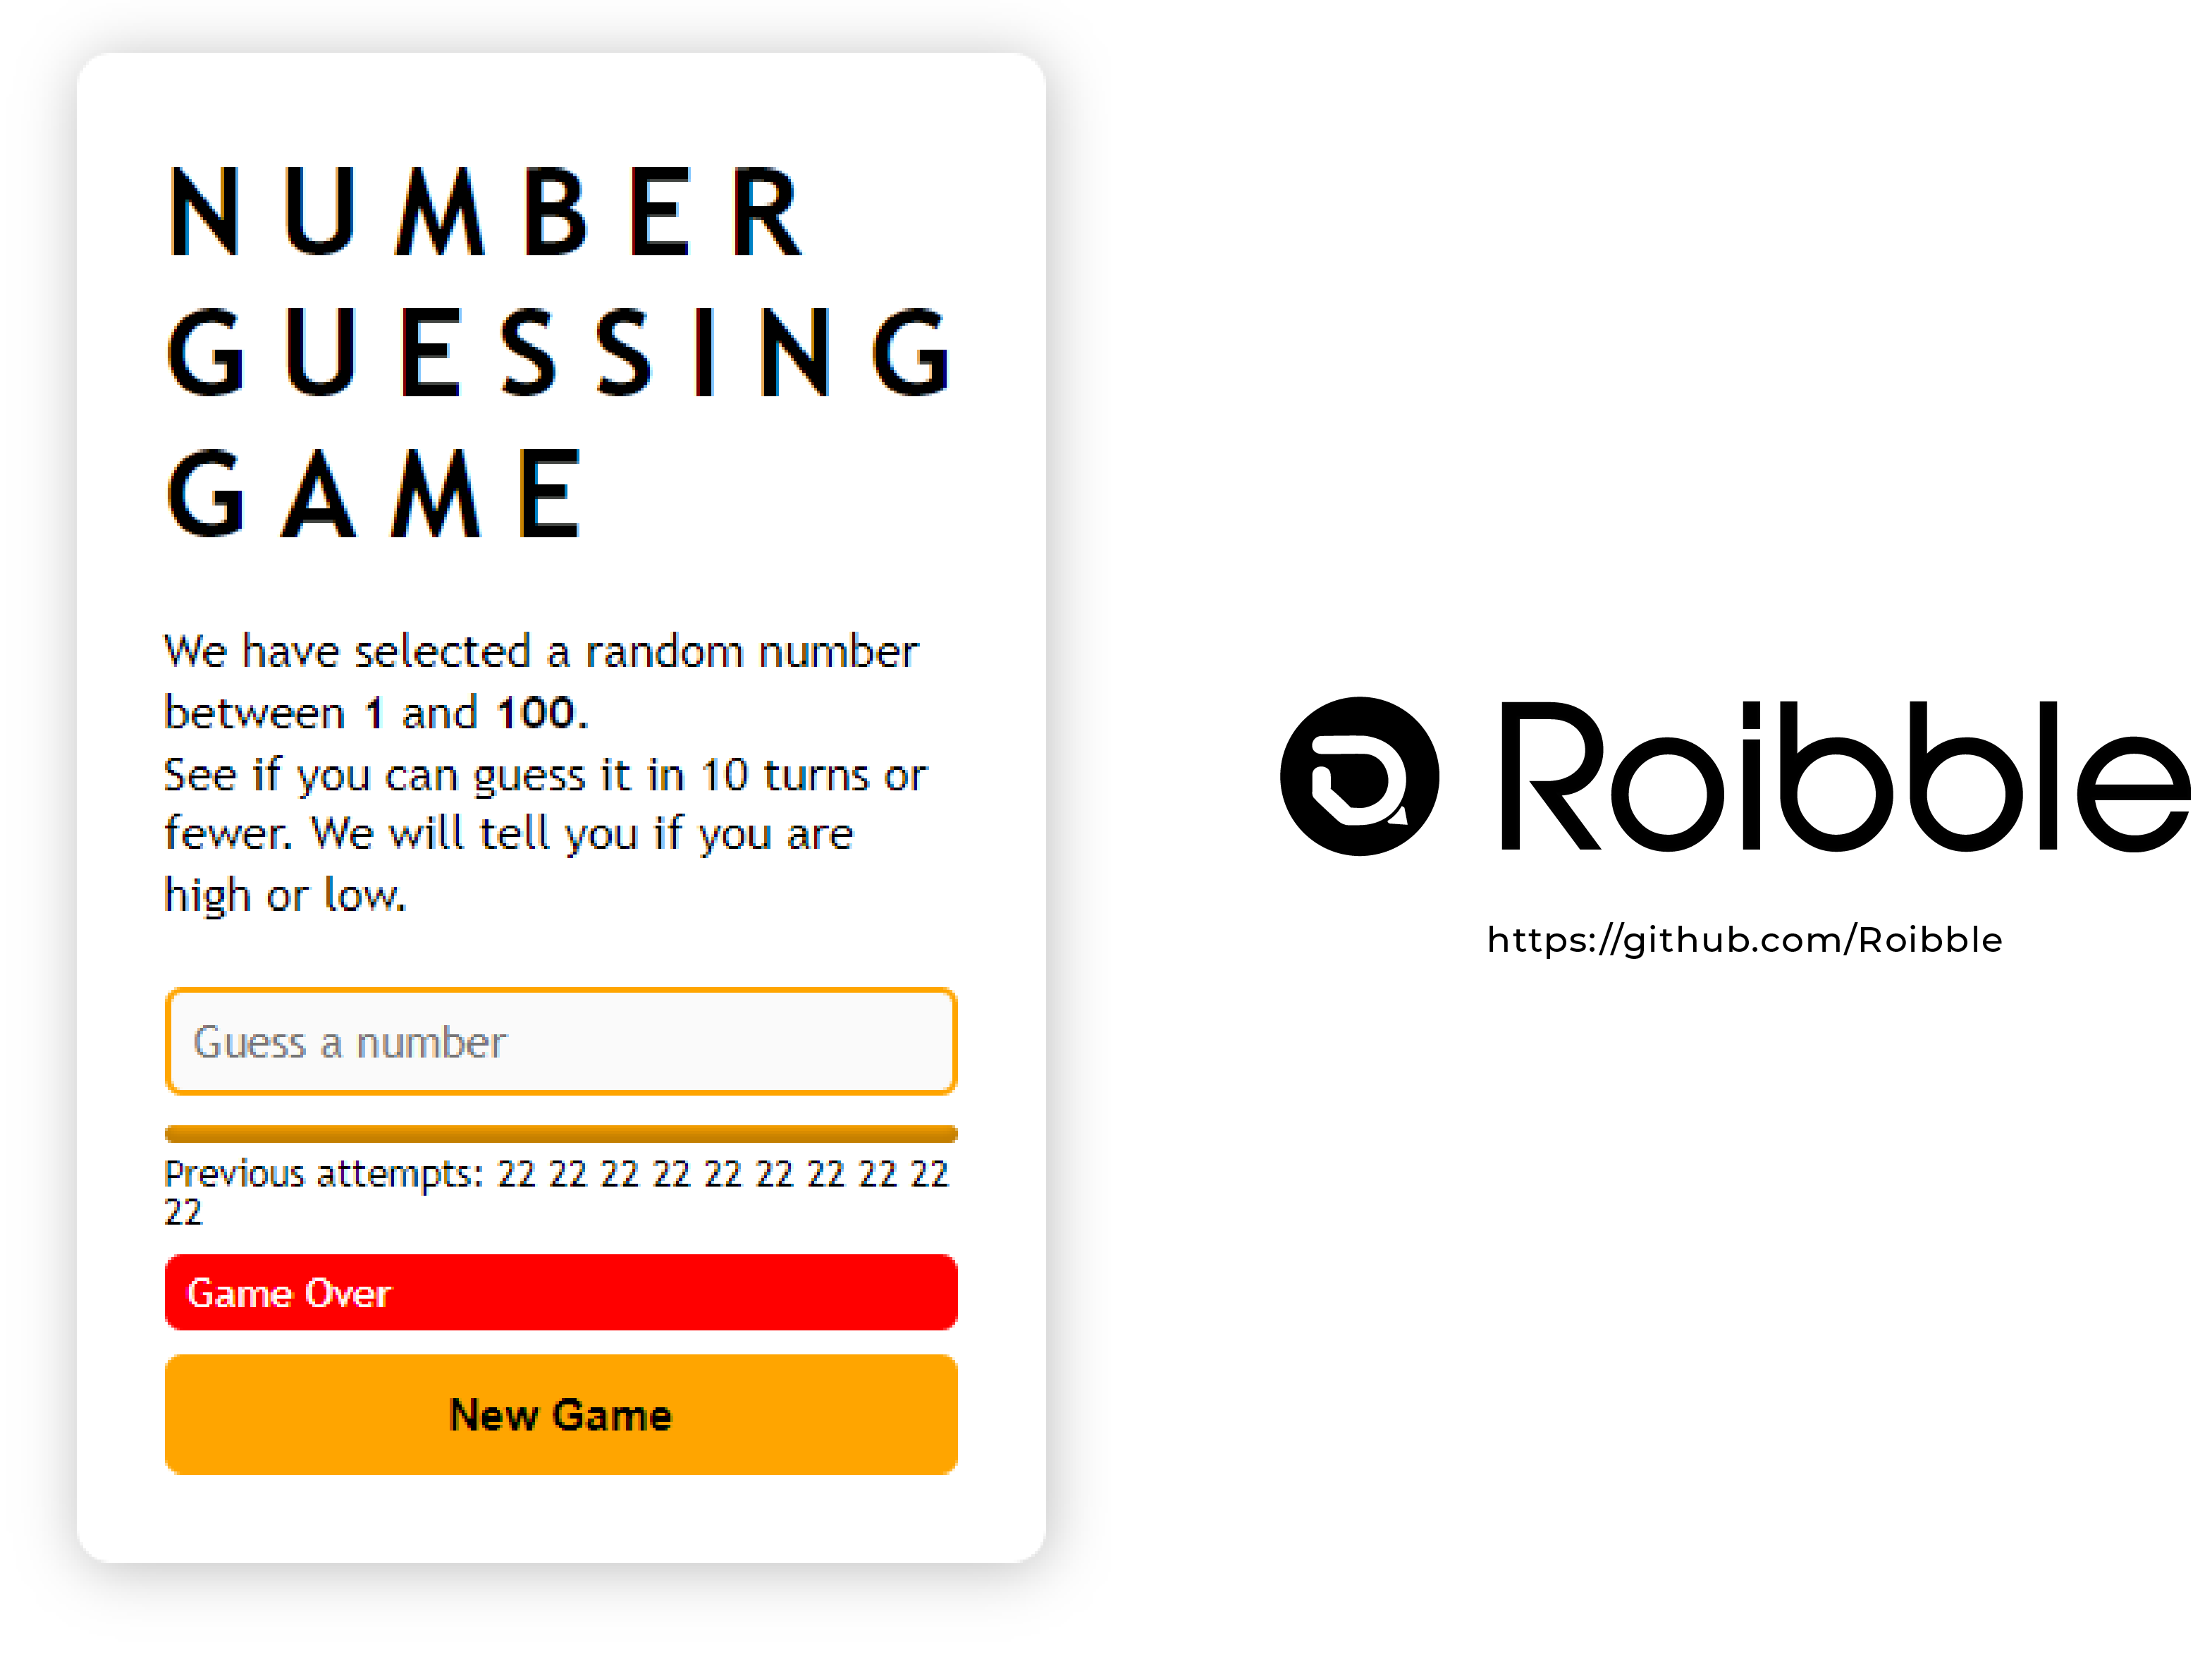 NUMBER
GUESSING
GAME
We have selected a random number
between 1 and 100.
See if you can guess it in 10 turns or
fewer. We will tell you if you are
high or low.
Guess a number
Previous attempts: 22 22 22 22 22 22 22 22 22
22
Game Over
New Game
Roibble
https://github.com/Roibble